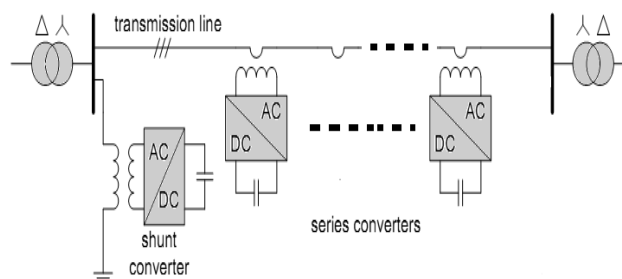 Δ Y
transmission line
Δ Y
AC
DC
AC
DC
AC
DC
series converters
shunt
converter